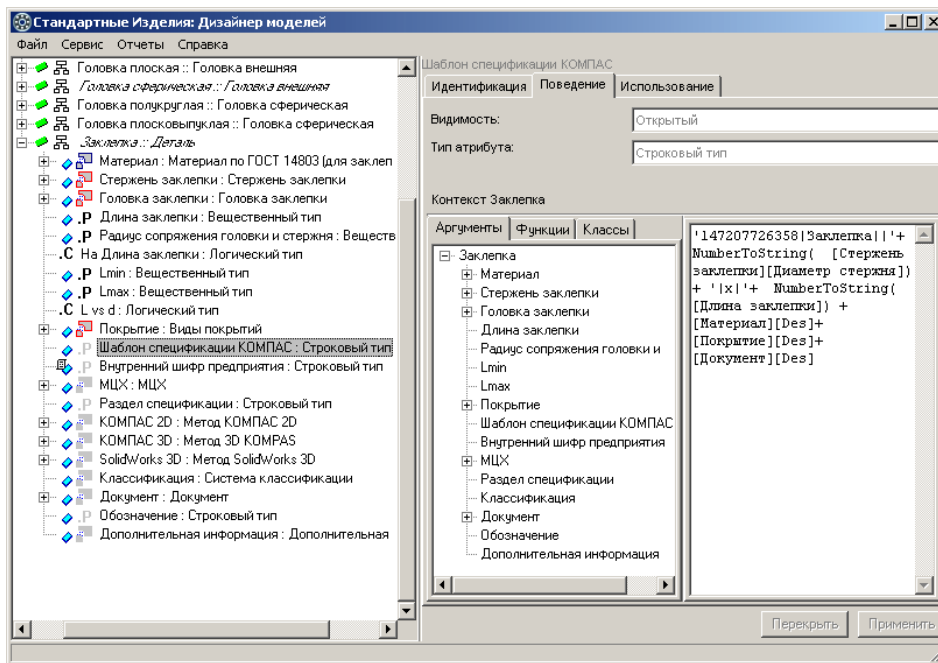 Стандартные Изделия: Дизайнер моделей
Файл Сервис Отчеты Справка
Головка плоская :: Головка внешняя
Головка сферическая :: Головка внешняя
Головка полукруглая :: Головка сферическая
Головка плосковыпуклая :: Головка сферическая
Заклепка :: Деталь
Материал : Материал по ГОСТ 14803 (для заклеп
Стержень заклепки : Стержень заклепки
Головка заклепки : Головка заклепки
.P Длина заклепки : Вещественный тип
.P Радиус сопряжения головки и стержня : Веществ
.C На Длина заклепки : Логический тип
.P Lmin : Вещественный тип
.P Lmax : Вещественный тип
.C L vs d : Логический тип
Покрытие : Виды покрытий
.P Шаблон спецификации КОМПАС : Строковый тип
.P Внутренний шифр предприятия : Строковый тип
МЦХ : МЦХ
.P Раздел спецификации : Строковый тип
КОМПАС 2D : Метод КОМПАС 2D
КОМПАС 3D : Метод 3D KOMPAS
SolidWorks 3D : Метод SolidWorks 3D
Классификация : Система классификации
Документ : Документ
.P Обозначение : Строковый тип
Дополнительная информация : Дополнительная
Шаблон спецификации КОМПАС
Идентификация Поведение Использование
Видимость: Открытый
Тип атрибута: Строковый тип
Контекст Заклепка
Аргументы Функции Классы
Заклепка
Материал
Стержень заклепки
Головка заклепки
Длина заклепки
Радиус сопряжения головки и
Lmin
Lmax
Покрытие
Шаблон спецификации КОМПАС
Внутренний шифр предприятия
МЦХ
Раздел спецификации
Классификация
Документ
Обозначение
Дополнительная информация
'147207726358|Заклепка||'+
NumberToString( [Стержень
заклепки][Диаметр стержня])
+ '|x|'+ NumberToString(
[Длина заклепки]) +
[Материал][Des]+
[Покрытие][Des]+
[Документ][Des]
Перекрыть Применить